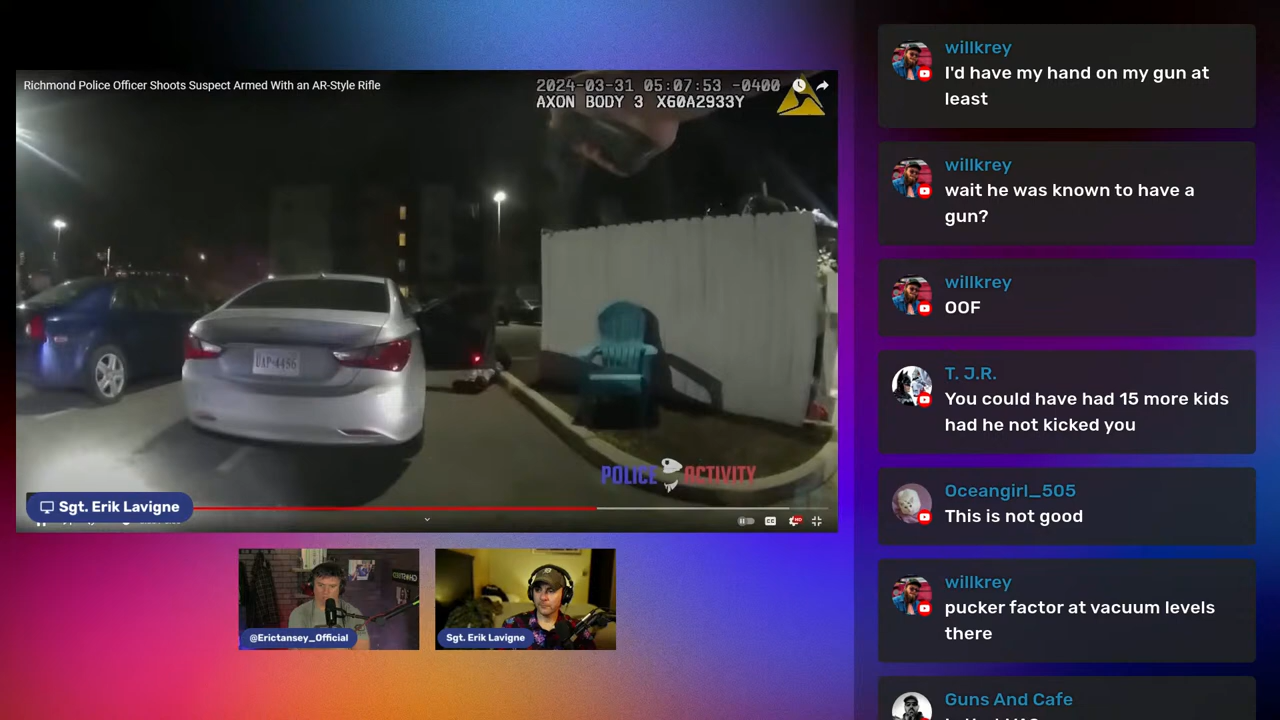 Richmond Police Officer Shoots Suspect Armed With an AR-Style Rifle
2024-03-31 05:07:53 -0400
AXON BODY 3 X60A2933Y
POLICE ACTIVITY
Sgt. Erik Lavigne
@Erictansey_Official
Sgt. Erik Lavigne
willkrey
I'd have my hand on my gun at
least
willkrey
wait he was known to have a
gun?
willkrey
OOF
T. J.R.
You could have had 15 more kids
had he not kicked you
Oceangirl_505
This is not good
willkrey
pucker factor at vacuum levels
there
Guns And Cafe